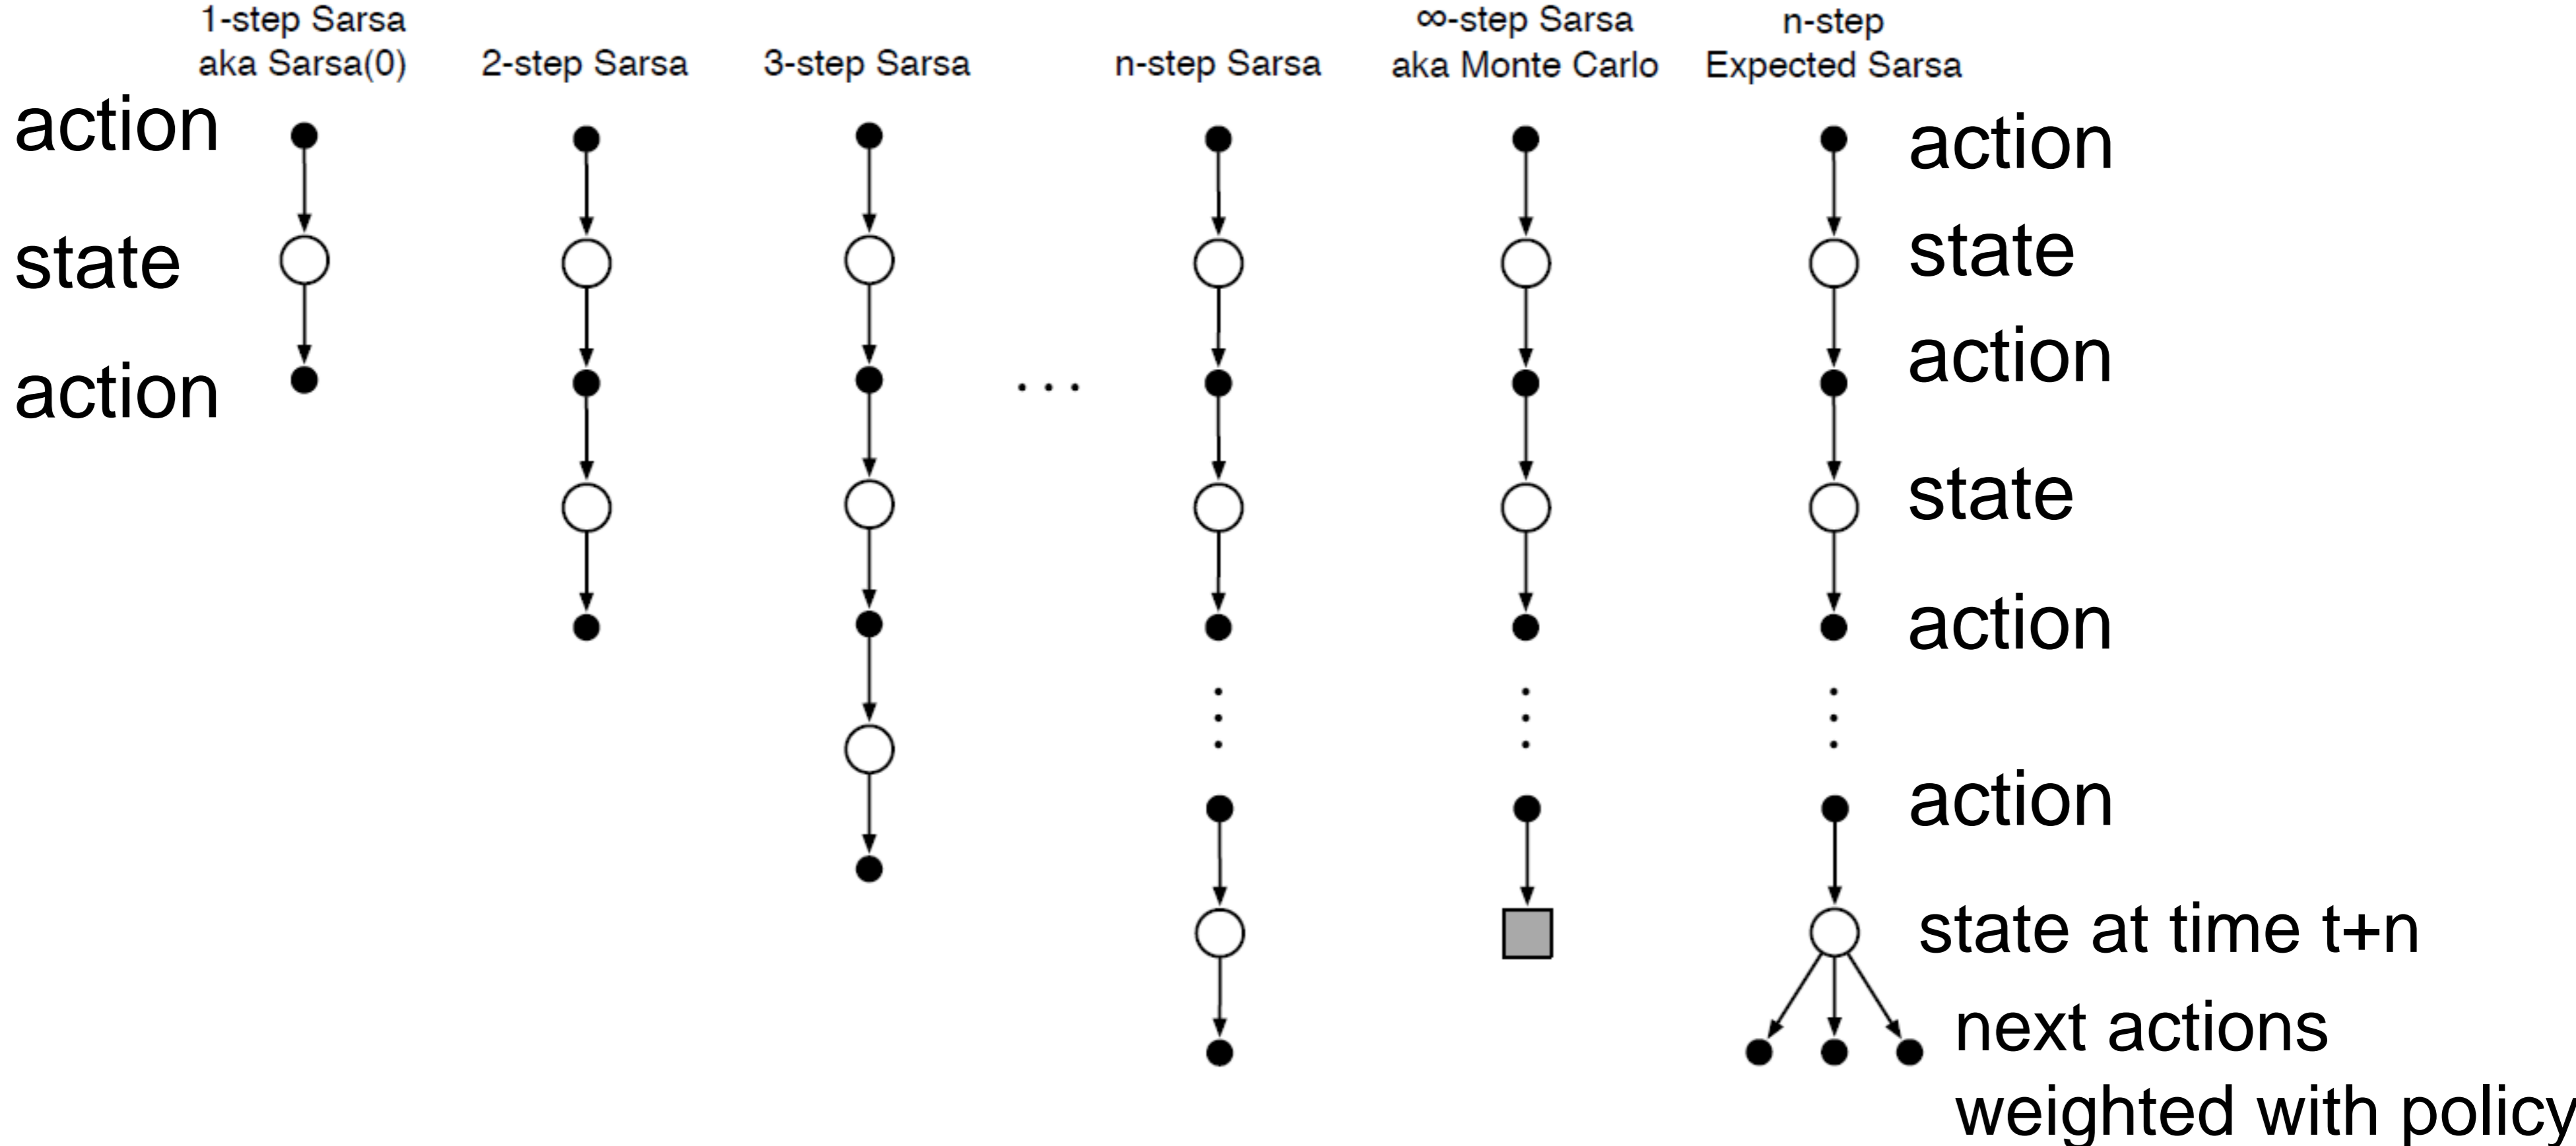 1-step Sarsa
aka Sarsa(0)
2-step Sarsa
3-step Sarsa
n-step Sarsa
∞-step Sarsa
aka Monte Carlo
n-step
Expected Sarsa
action
state
action
. . .
action
state
action
state
action
action
state at time t+n
next actions
weighted with policy